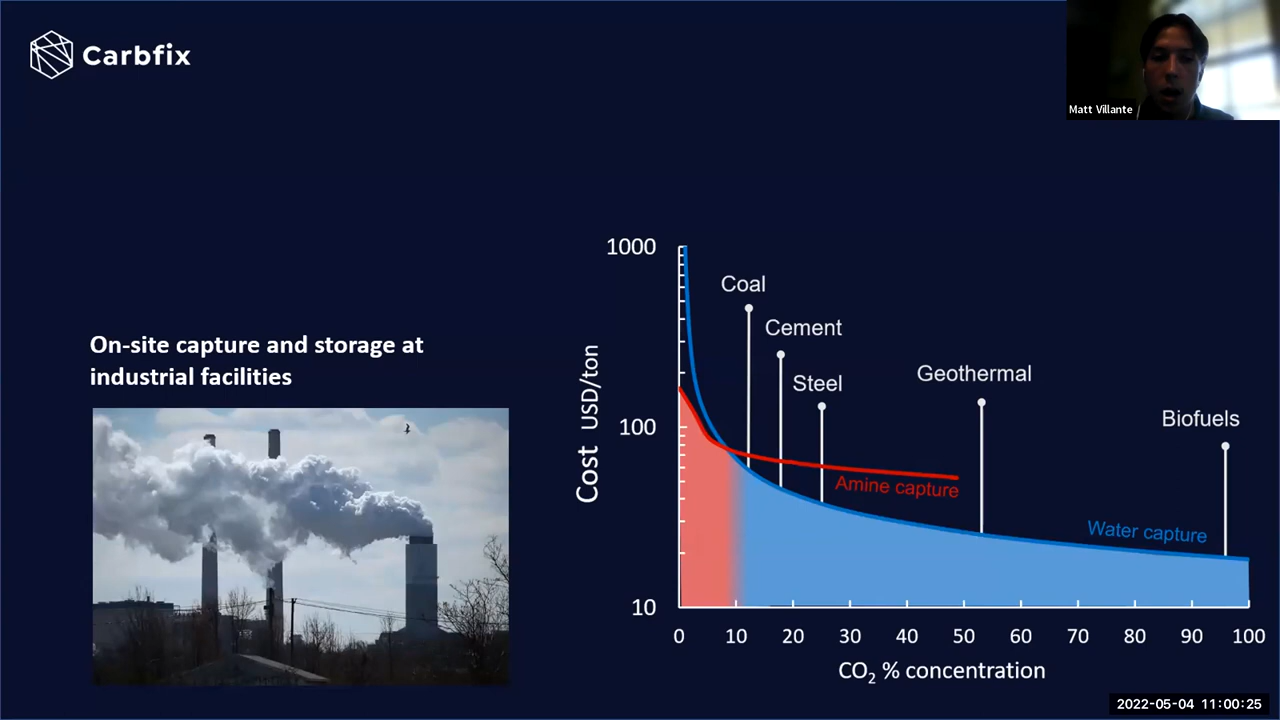 Carbfix
Matt Villante
On-site capture and storage at
industrial facilities
Cost USD/ton
1000
100
10
Coal
Cement
Steel
Geothermal
Biofuels
Amine capture
Water capture
0 10 20 30 40 50 60 70 80 90 100
CO₂ % concentration
2022-05-04 11:00:25